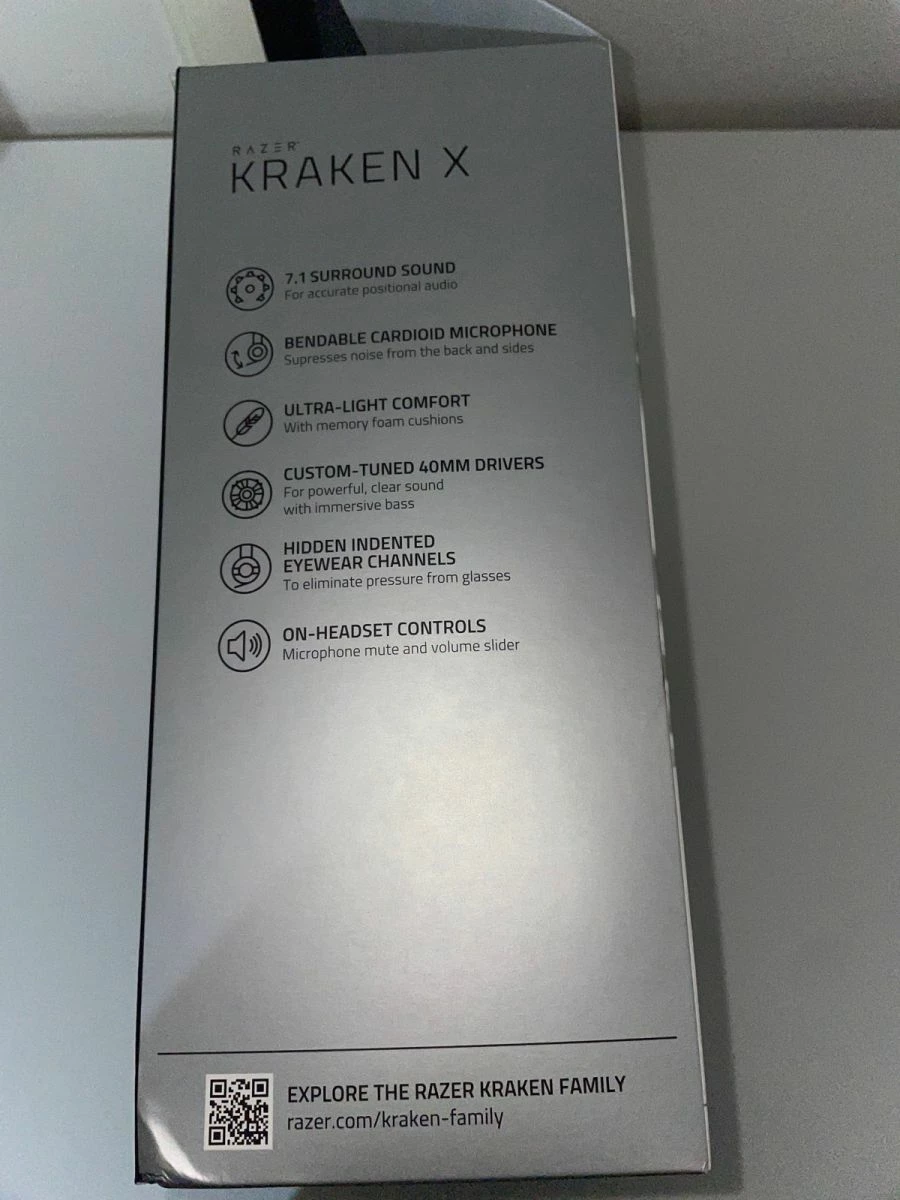 RAZER
KRAKEN X
7.1 SURROUND SOUND
For accurate positional audio
BENDABLE CARDIOID MICROPHONE
Supresses noise from the back and sides
ULTRA-LIGHT COMFORT
With memory foam cushions
CUSTOM-TUNED 40MM DRIVERS
For powerful, clear sound
with immersive bass
HIDDEN INDENTED
EYEWEAR CHANNELS
To eliminate pressure from glasses
ON-HEADSET CONTROLS
Microphone mute and volume slider
EXPLORE THE RAZER KRAKEN FAMILY
razer.com/kraken-family